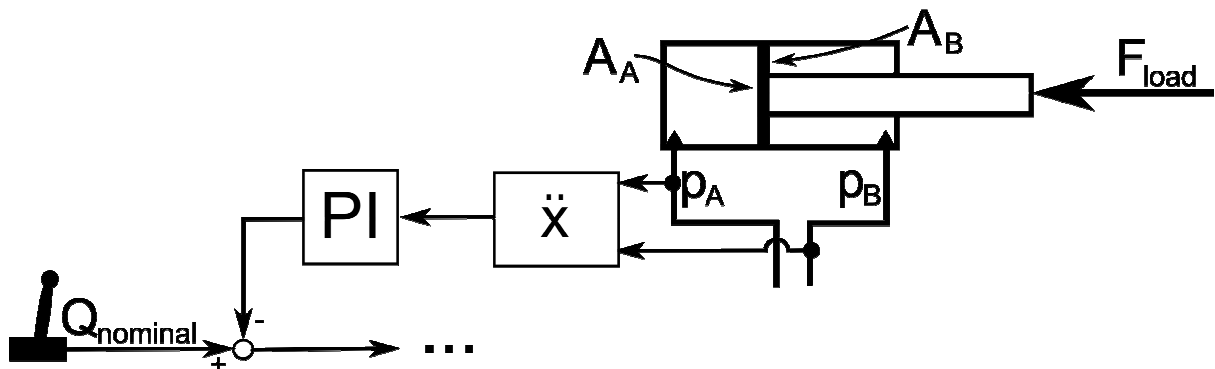 A_A
A_B
F_load
p_A
p_B
PI
ẍ
Q_nominal
-
+
...